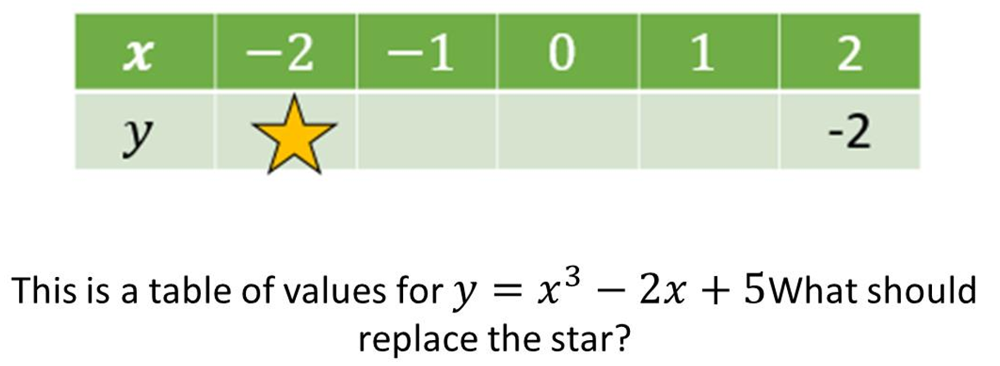 x −2 −1 0 1 2
y -2
This is a table of values for y = x³ − 2x + 5What should
replace the star?